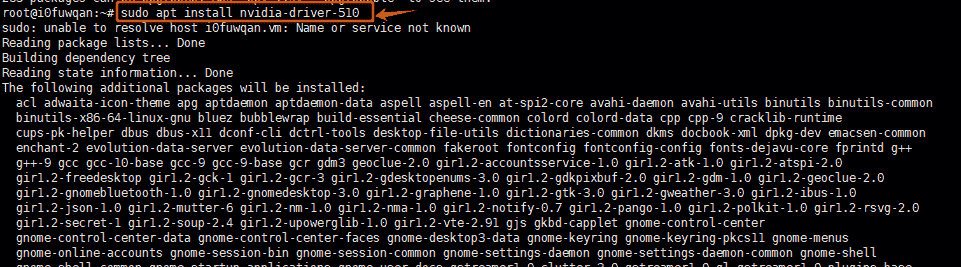 root@i0fuwqan:~# sudo apt install nvidia-driver-510
sudo: unable to resolve host i0fuwqan.vm: Name or service not known
Reading package lists... Done
Building dependency tree
Reading state information... Done
The following additional packages will be installed:
acl adwaita-icon-theme apg aptdaemon aptdaemon-data aspell aspell-en at-spi2-core avahi-daemon avahi-utils binutils binutils-common
binutils-x86-64-linux-gnu bluez bubblewrap build-essential cheese-common colord colord-data cpp cpp-9 cracklib-runtime
cups-pk-helper dbus dbus-x11 dconf-cli dctrl-tools desktop-file-utils dictionaries-common dkms docbook-xml dpkg-dev emacsen-common
enchant-2 evolution-data-server evolution-data-server-common fakeroot fontconfig fontconfig-config fonts-dejavu-core fprintd g++
g++-9 gcc gcc-10-base gcc-9 gcc-9-base gcr gdm3 geoclue-2.0 gir1.2-accountsservice-1.0 gir1.2-atk-1.0 gir1.2-atspi-2.0
gir1.2-freedesktop gir1.2-gck-1 gir1.2-gcr-3 gir1.2-gdesktopenums-3.0 gir1.2-gdkpixbuf-2.0 gir1.2-gdm-1.0 gir1.2-geoclue-2.0
gir1.2-gnomebluetooth-1.0 gir1.2-gnomedesktop-3.0 gir1.2-graphene-1.0 gir1.2-gtk-3.0 gir1.2-gweather-3.0 gir1.2-ibus-1.0
gir1.2-json-1.0 gir1.2-mutter-6 gir1.2-nm-1.0 gir1.2-nma-1.0 gir1.2-notify-0.7 gir1.2-pango-1.0 gir1.2-polkit-1.0 gir1.2-rsvg-2.0
gir1.2-secret-1 gir1.2-soup-2.4 gir1.2-upowerglib-1.0 gir1.2-vte-2.91 gjs gkbd-capplet gnome-control-center
gnome-control-center-data gnome-control-center-faces gnome-desktop3-data gnome-keyring gnome-keyring-pkcs11 gnome-menus
gnome-online-accounts gnome-session-bin gnome-session-common gnome-settings-daemon gnome-settings-daemon-common gnome-shell